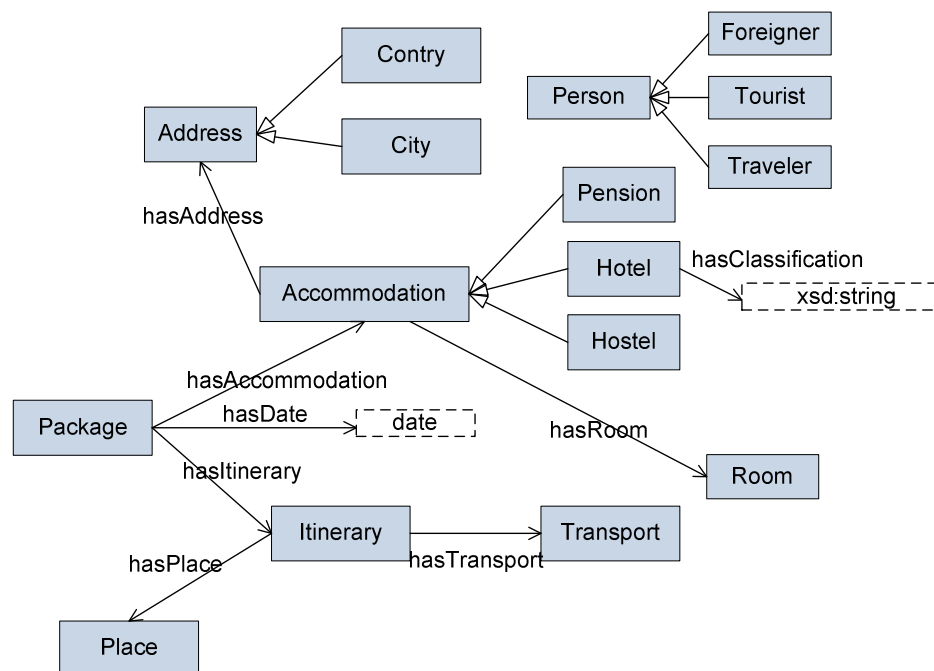 Foreigner
Contry
Person
Tourist
Address
City
Traveler
Pension
hasAddress
Hotel
hasClassification
Accommodation
xsd:string
Hostel
hasAccommodation
hasDate
date
Package
hasRoom
hasItinerary
Room
Itinerary
Transport
hasPlace
hasTransport
Place